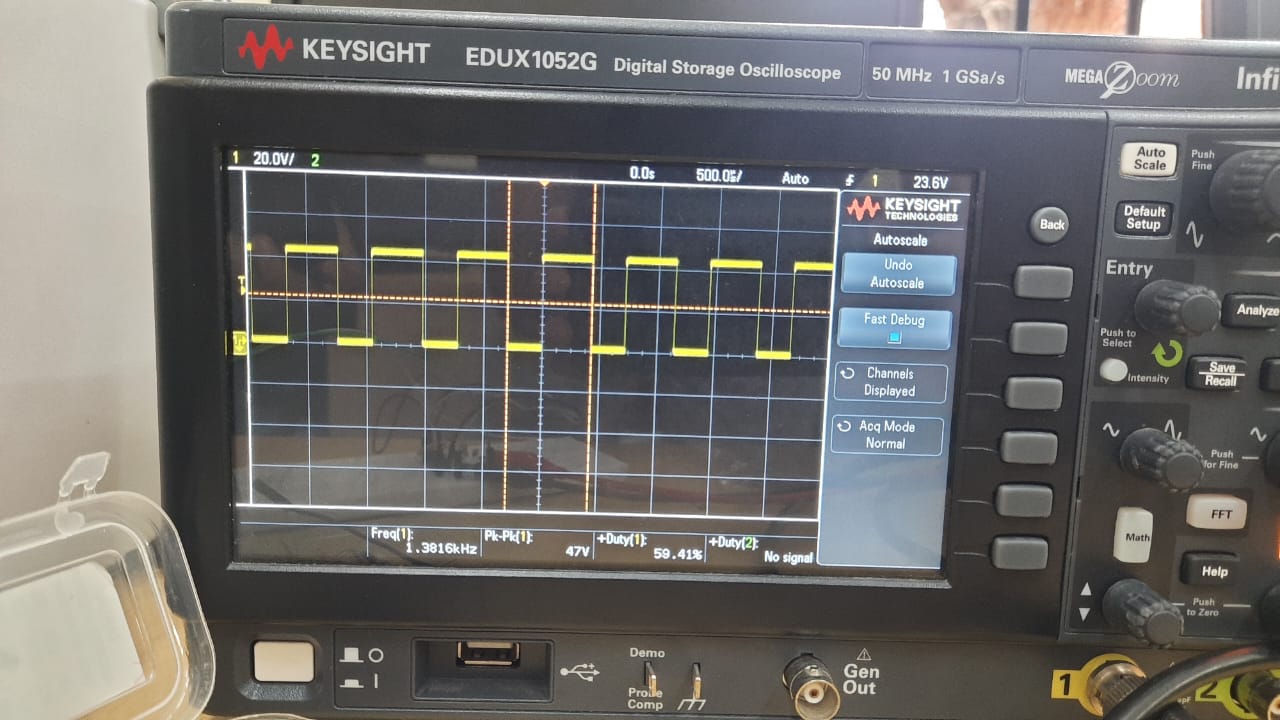 KEYSIGHT EDUX1052G Digital Storage Oscilloscope 50 MHz 1 GSa/s MEGA Zoom Infi
1 20.0V/ 2 0.0s 500.0㎲/ Auto 1 23.6V
KEYSIGHT
TECHNOLOGIES
Autoscale
Undo
Autoscale
Fast Debug
Channels
Displayed
Acq Mode
Normal
T
Freq(1):
1.3816kHz
Pk-Pk(1):
47V
+Duty(1):
59.41%
+Duty(2):
No signal
Back
Auto
Scale
Push
Fine
Default
Setup
Entry
Analyze
Push to
Select
Intensity
Save
Recall
Push
for Fine
FFT
Math
Help
Push
to Zero
Demo
Probe
Comp
Gen
Out
1
2